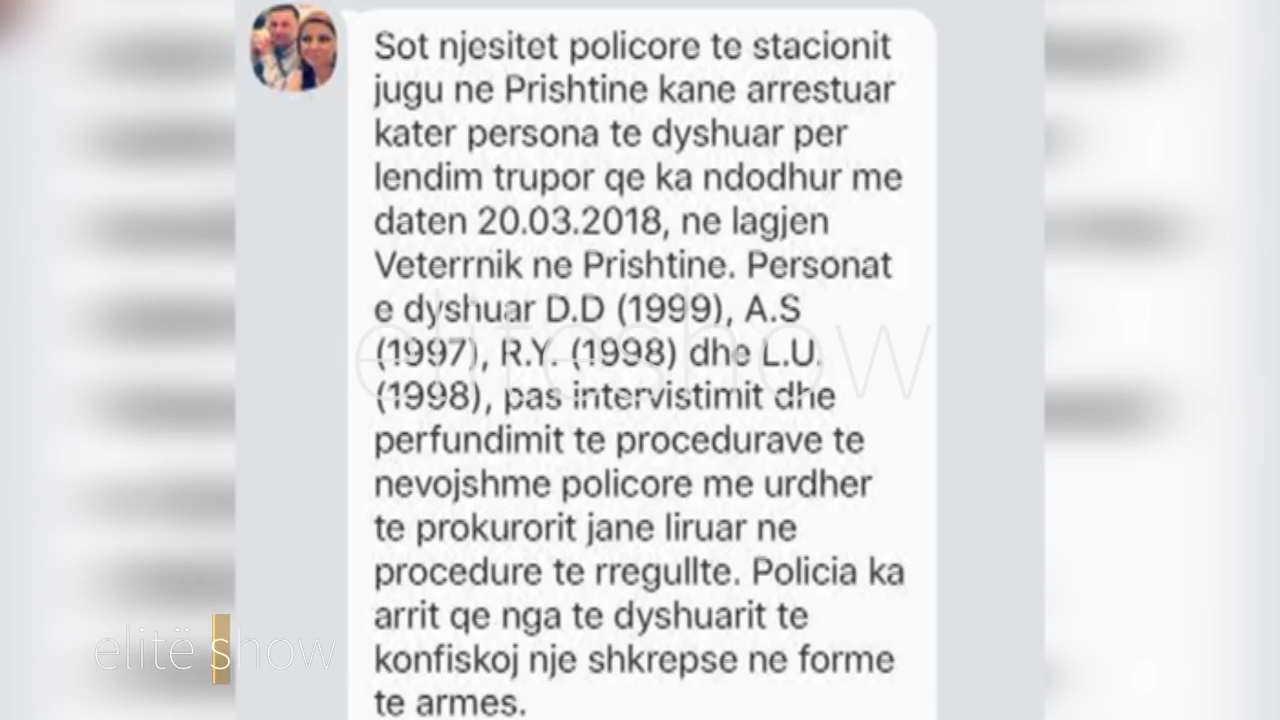 Sot njesitet policore te stacionit
jugu ne Prishtine kane arrestuar
kater persona te dyshuar per
lendim trupor qe ka ndodhur me
daten 20.03.2018, ne lagjen
Veterrnik ne Prishtine. Personat
e dyshuar D.D (1999), A.S
(1997), R.Y. (1998) dhe L.U.
(1998), pas intervistimit dhe
perfundimit te procedurave te
nevojshme policore me urdher
te prokurorit jane liruar ne
procedure te rregullte. Policia ka
arrit qe nga te dyshuarit te
konfiskoj nje shkrepse ne forme
te armes.
eliteshow
elitë show